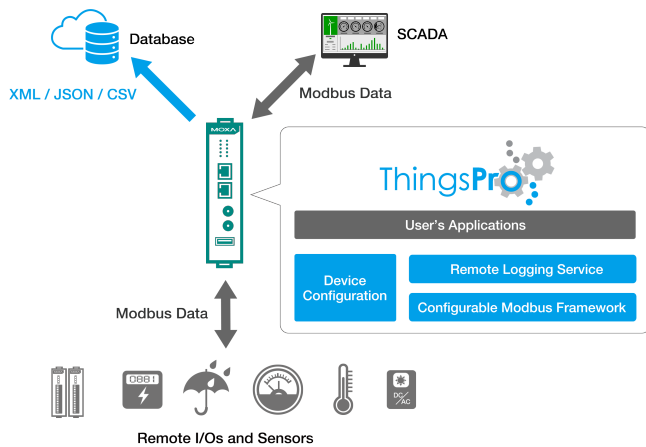 Database
SCADA
XML / JSON / CSV
Modbus Data
MOXA
ThingsPro
User's Applications
Device
Configuration
Remote Logging Service
Configurable Modbus Framework
Modbus Data
0881
DC/
AC
Remote I/Os and Sensors